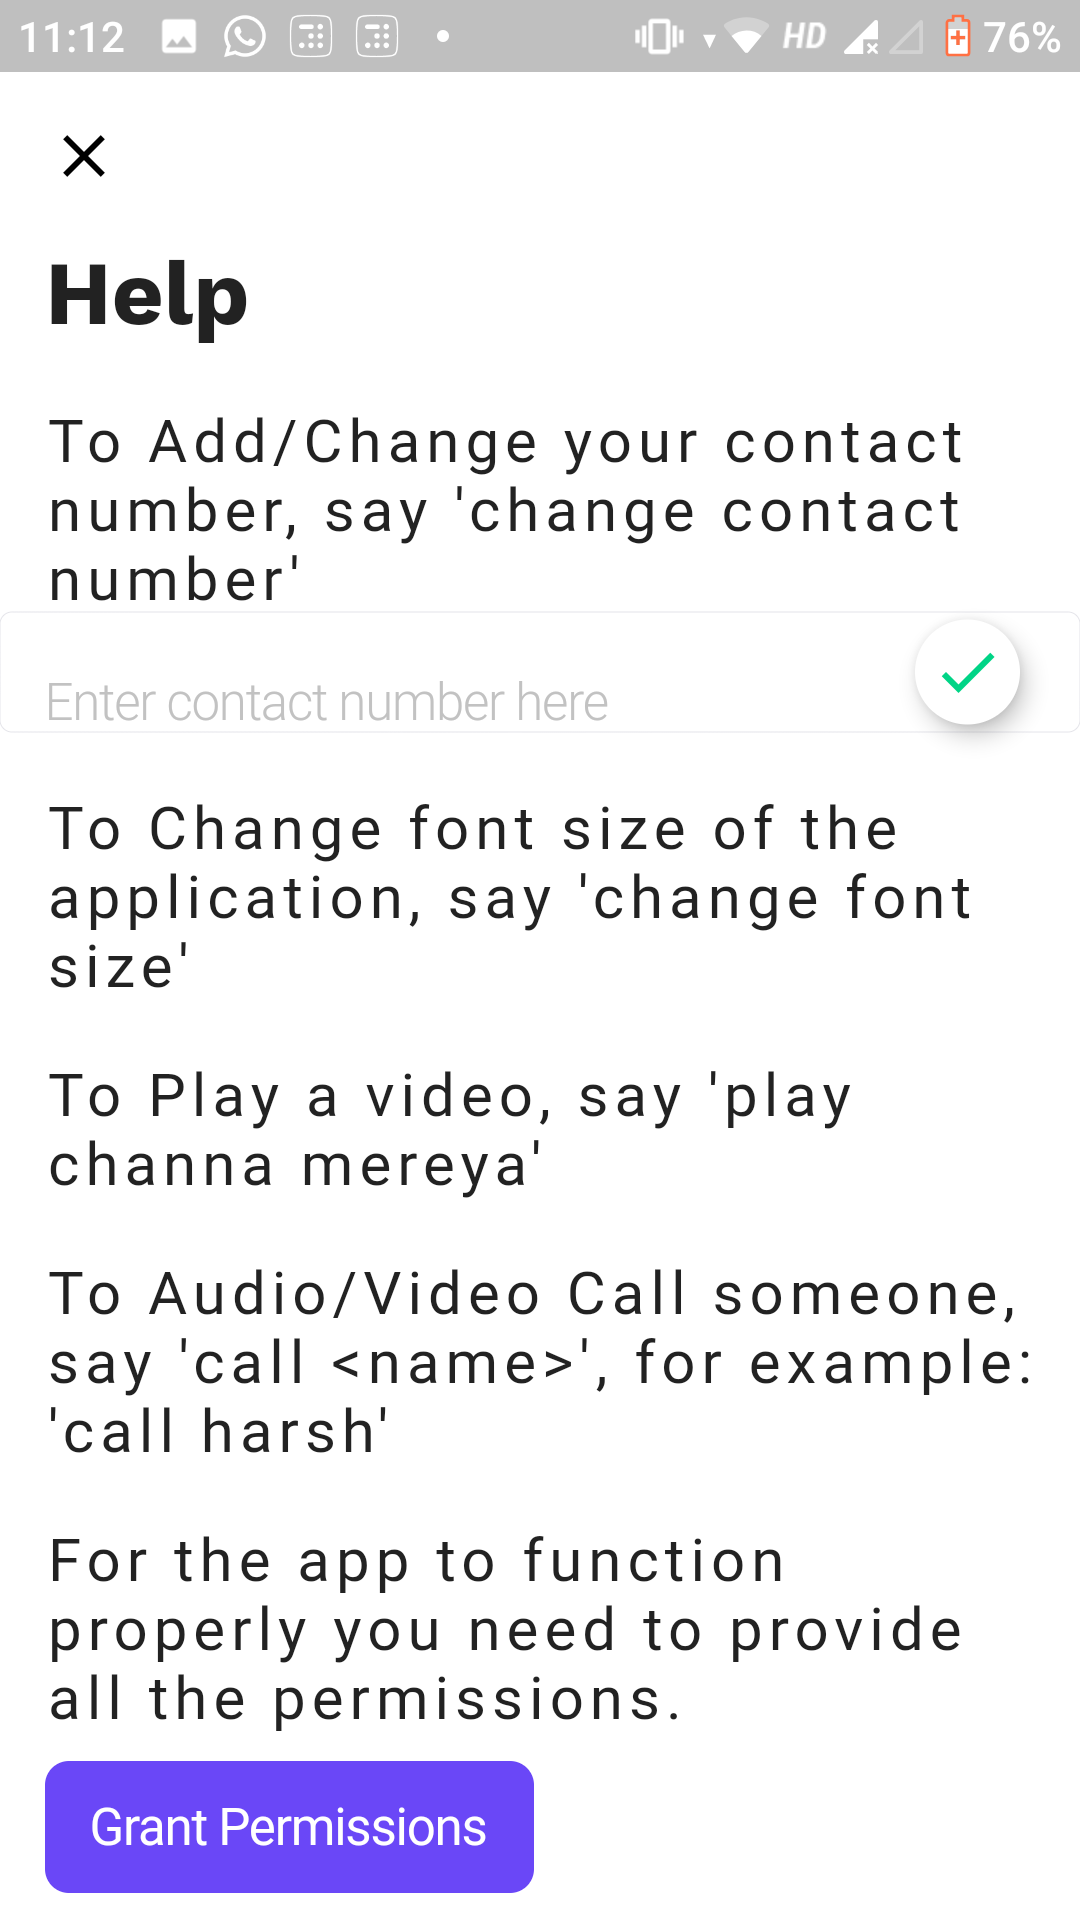 11:12 HD 76%
Help
To Add/Change your contact
number, say 'change contact
number'
Enter contact number here
To Change font size of the
application, say 'change font
size'
To Play a video, say 'play
channa mereya'
To Audio/Video Call someone,
say 'call <name>', for example:
'call harsh'
For the app to function
properly you need to provide
all the permissions.
Grant Permissions